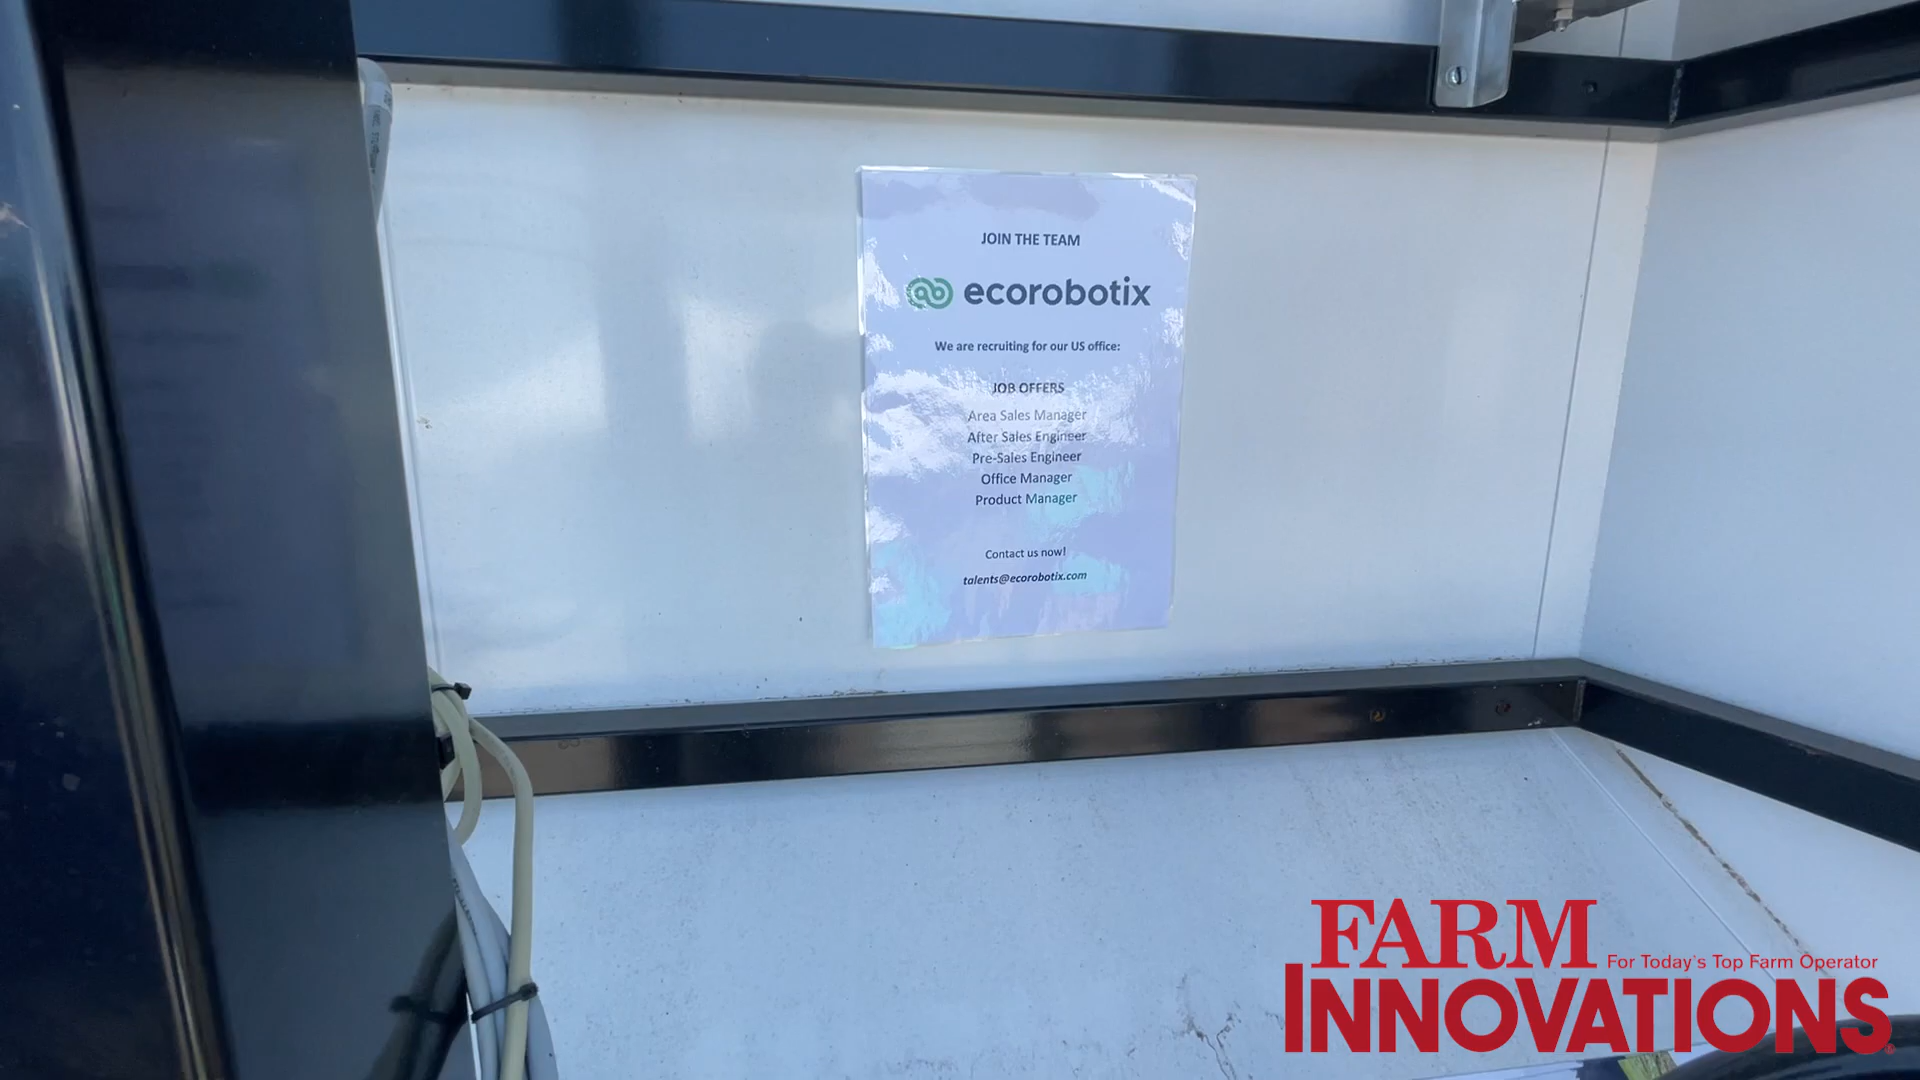 JOIN THE TEAM
ecorobotix
We are recruiting for our US office:
JOB OFFERS
Area Sales Manager
After Sales Engineer
Pre-Sales Engineer
Office Manager
Product Manager
Contact us now!
talents@ecorobotix.com
FARM
For Today's Top Farm Operator
INNOVATIONS®